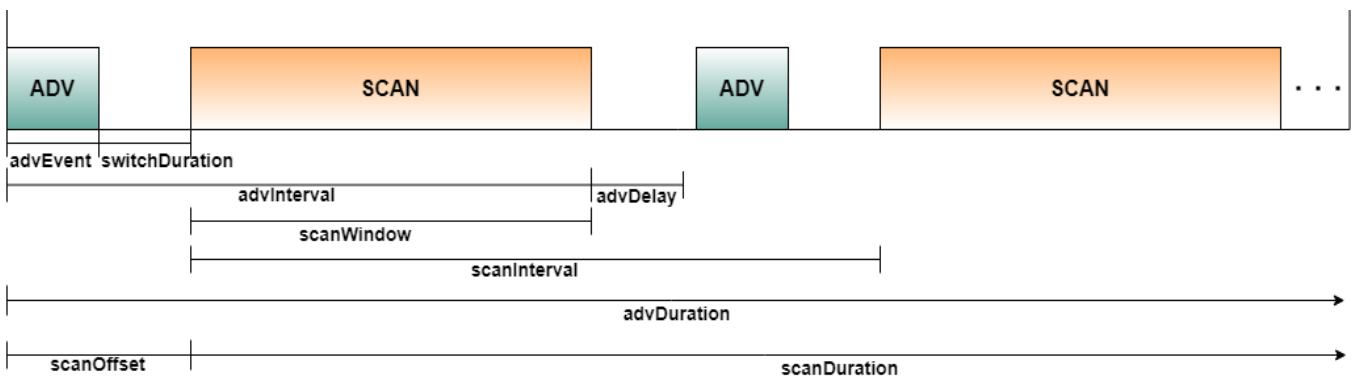 ADV SCAN ADV SCAN . . .
advEvent switchDuration
advInterval advDelay
scanWindow
scanInterval
advDuration
scanOffset scanDuration